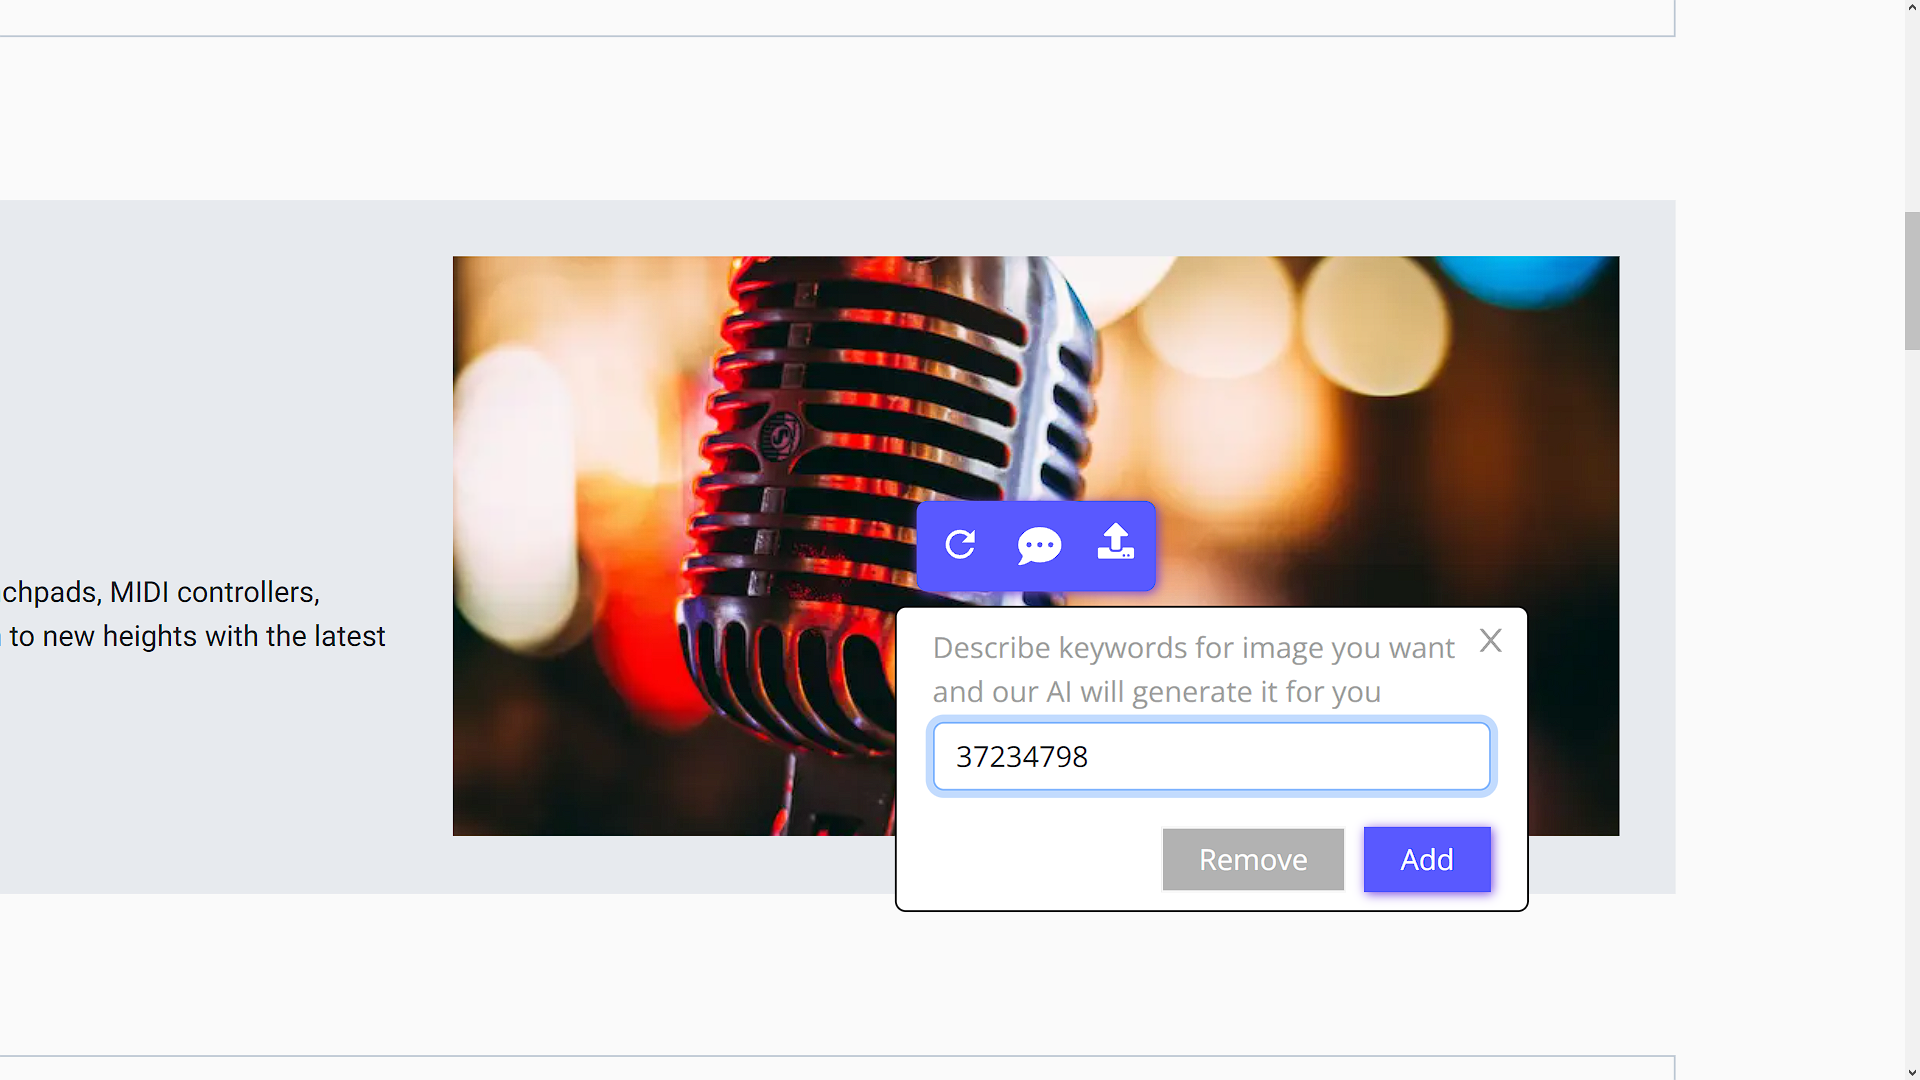 chpads, MIDI controllers,
to new heights with the latest
Describe keywords for image you want
and our AI will generate it for you
37234798
Remove
Add